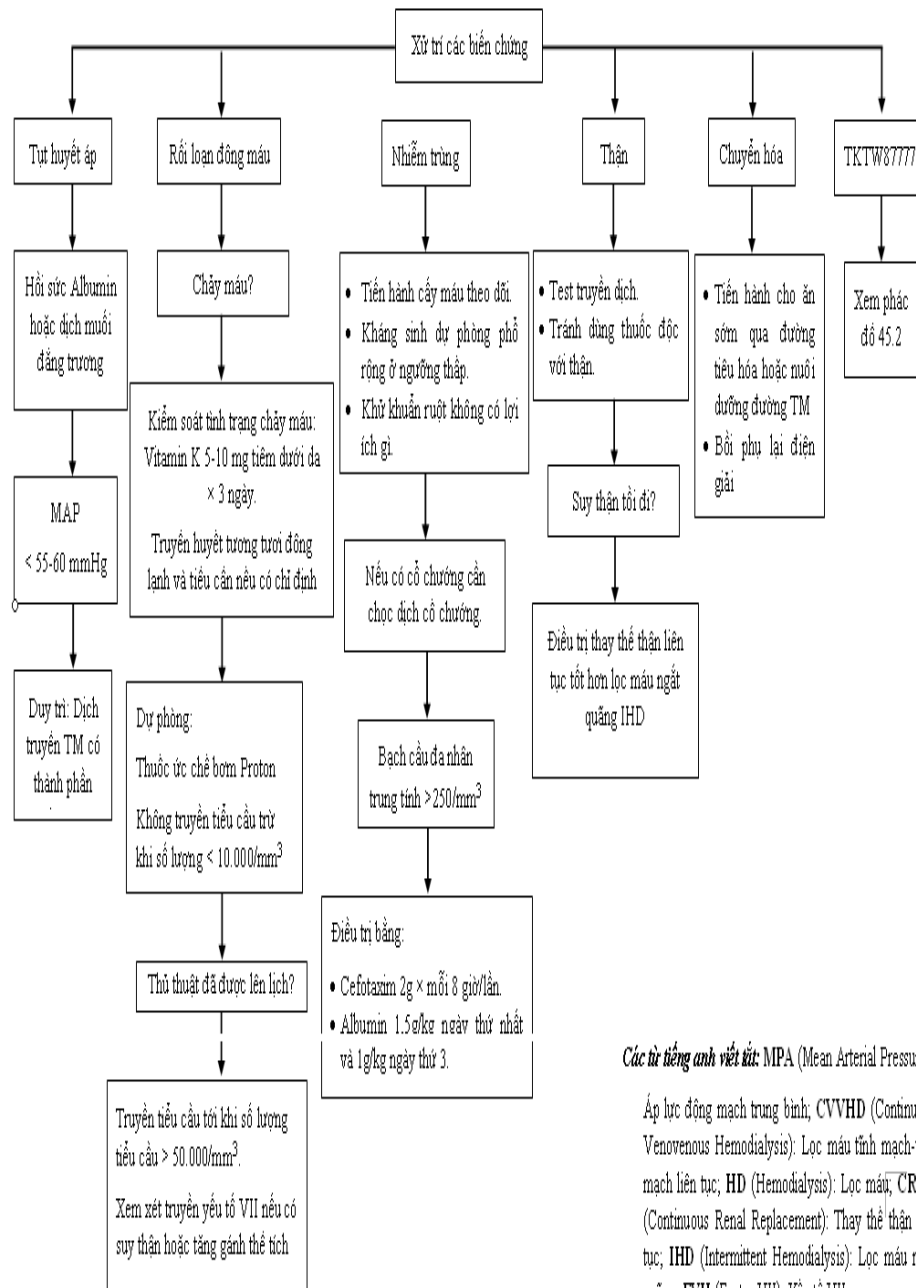 Xử trí các biến chứng
Tụt huyết áp
Rối loạn đông máu
Nhiễm trùng
Thận
Chuyển hóa
TKTW87777
Hồi sức Albumin
hoặc dịch muối
đẳng trương
MAP
< 55-60 mmHg
Duy trì: Dịch
truyền TM có
thành phần
Chảy máu?
Kiểm soát tình trạng chảy máu:
Vitamin K 5-10 mg tiêm dưới da
× 3 ngày.
Truyền huyết tương tươi đông
lạnh và tiểu cần nếu có chỉ định
Dự phòng:
Thuốc ức chế bơm Proton
Không truyền tiểu cầu trừ
khi số lượng < 10.000/mm³
Thủ thuật đã được lên lịch?
Truyền tiểu cầu tới khi số lượng
tiểu cầu > 50.000/mm³.
Xem xét truyền yếu tố VII nếu có
suy thận hoặc tăng gánh thể tích
• Tiến hành cấy máu theo dõi.
• Kháng sinh dự phòng phổ
rộng ở ngưỡng thấp.
• Khử khuẩn ruột không có lợi
ích gì.
Nếu có cổ chướng cần
chọc dịch cổ chướng.
Bạch cầu đa nhân
trung tính >250/mm³
Điều trị bằng:
• Cefotaxim 2g × mỗi 8 giờ/lần.
• Albumin 1.5g/kg ngày thứ nhất
và 1g/kg ngày thứ 3.
• Test truyền dịch.
• Tránh dùng thuốc độc
với thận.
Suy thận tồi đi?
Điều trị thay thế thận liên
tục tốt hơn lọc máu ngắt
quãng IHD
• Tiến hành cho ăn
sớm qua đường
tiêu hóa hoặc nuôi
dưỡng đường TM
• Bồi phụ lại điện
giải
Xem phác
đồ 45.2
Các từ tiếng anh viết tắt: MPA (Mean Arterial Pressu
Áp lực động mạch trung bình; CVVHD (Continu
Venovenous Hemodialysis): Lọc máu tĩnh mạch-
mạch liên tục; HD (Hemodialysis): Lọc máu; CR
(Continuous Renal Replacement): Thay thế thận
tục; IHD (Intermittent Hemodialysis): Lọc máu